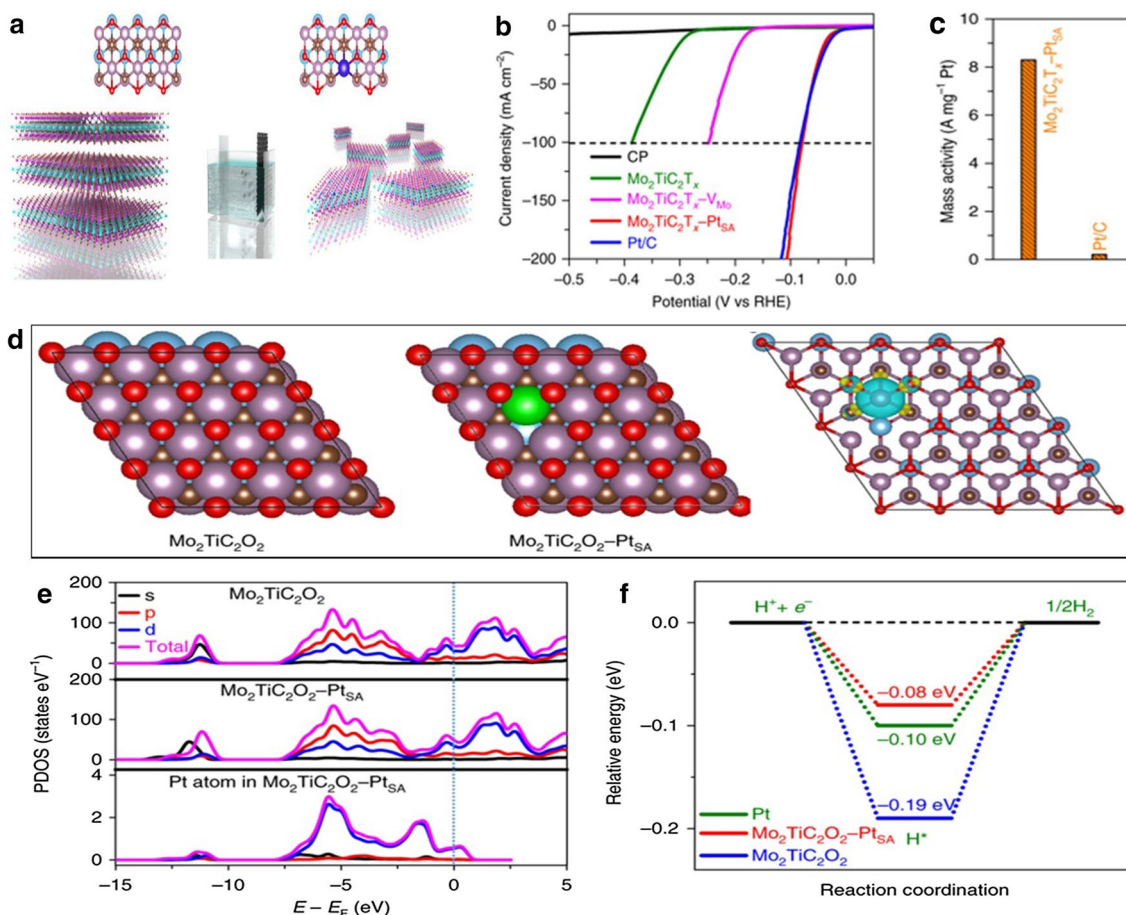 a
b
0
−50
−100
−150
−200
Current density (mA cm⁻²)
CP
Mo₂TiC₂Tₓ
Mo₂TiC₂Tₓ–V_Mo
Mo₂TiC₂Tₓ–Pt_SA
Pt/C
−0.5
−0.4
−0.3
−0.2
−0.1
0.0
Potential (V vs RHE)
c
10
8
6
4
2
0
Mass activity (A mg⁻¹ Pt)
Mo₂TiC₂Tₓ–Pt_SA
Pt/C
d
Mo₂TiC₂O₂
Mo₂TiC₂O₂–Pt_SA
e
PDOS (states eV⁻¹)
200
100
0
s
p
d
Total
Mo₂TiC₂O₂
200
100
0
Mo₂TiC₂O₂–Pt_SA
4
2
0
Pt atom in Mo₂TiC₂O₂–Pt_SA
−15
−10
−5
0
5
E − E_F (eV)
f
Relative energy (eV)
0.0
−0.1
−0.2
H⁺ + e⁻
1/2H₂
−0.08 eV
−0.10 eV
−0.19 eV
H*
Pt
Mo₂TiC₂O₂–Pt_SA
Mo₂TiC₂O₂
Reaction coordination